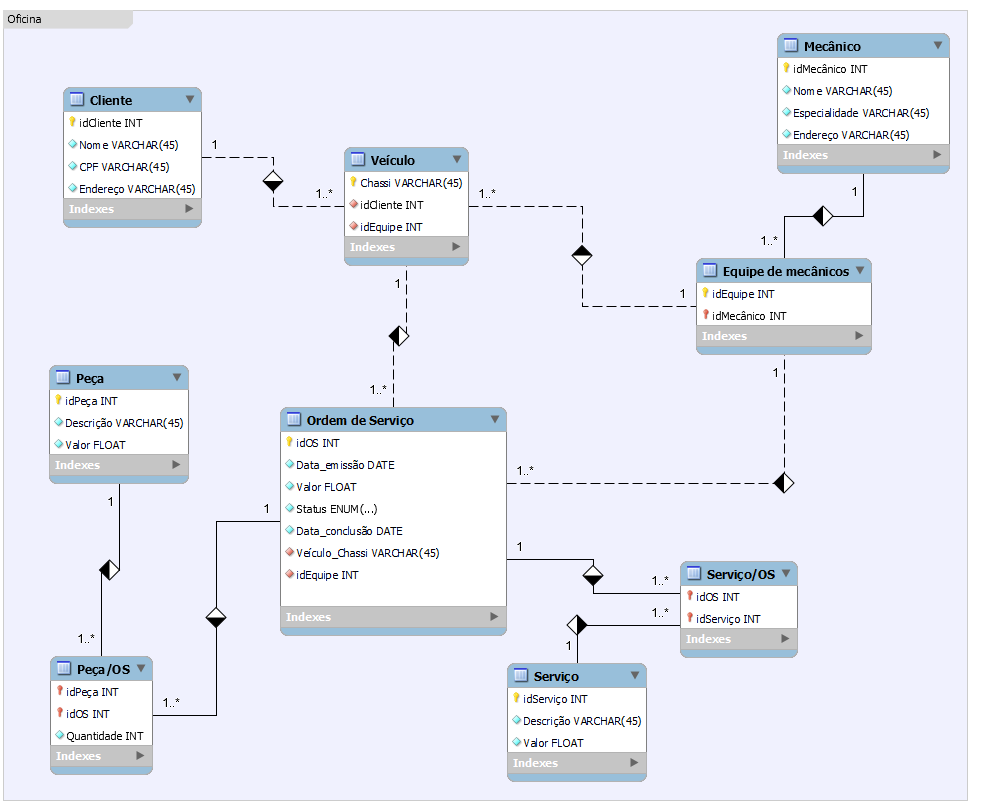 Oficina
Mecânico
idMecânico INT
Nome VARCHAR(45)
Especialidade VARCHAR(45)
Endereço VARCHAR(45)
Indexes
Cliente
idCliente INT
Nome VARCHAR(45)
CPF VARCHAR(45)
Endereço VARCHAR(45)
Indexes
1
1..*
Veículo
Chassi VARCHAR(45)
idCliente INT
idEquipe INT
Indexes
1..*
1
1
1..*
Equipe de mecânicos
idEquipe INT
idMecânico INT
Indexes
1
1..*
1
1..*
Peça
idPeça INT
Descrição VARCHAR(45)
Valor FLOAT
Indexes
1
1..*
Ordem de Serviço
idOS INT
Data_emissão DATE
Valor FLOAT
Status ENUM(...)
Data_conclusão DATE
Veículo_Chassi VARCHAR(45)
idEquipe INT
Indexes
1
1..*
1
1..*
Serviço/OS
idOS INT
idServiço INT
Indexes
1..*
1
Peça/OS
idPeça INT
idOS INT
Quantidade INT
Indexes
Serviço
idServiço INT
Descrição VARCHAR(45)
Valor FLOAT
Indexes